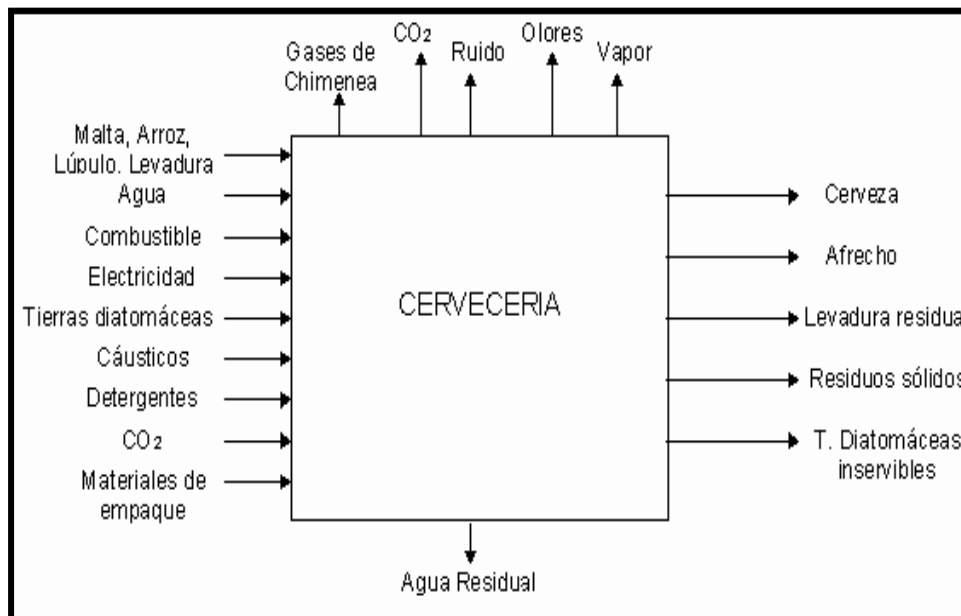 CO₂
Olores
Gases de
Chimenea
Ruido
Vapor
Malta, Arroz,
Lúpulo. Levadura
Agua
Combustible
Electricidad
Tierras diatomáceas
Cáusticos
Detergentes
CO₂
Materiales de
empaque
CERVECERIA
Cerveza
Afrecho
Levadura residual
Residuos sólidos
T. Diatomáceas
inservibles
Agua Residual